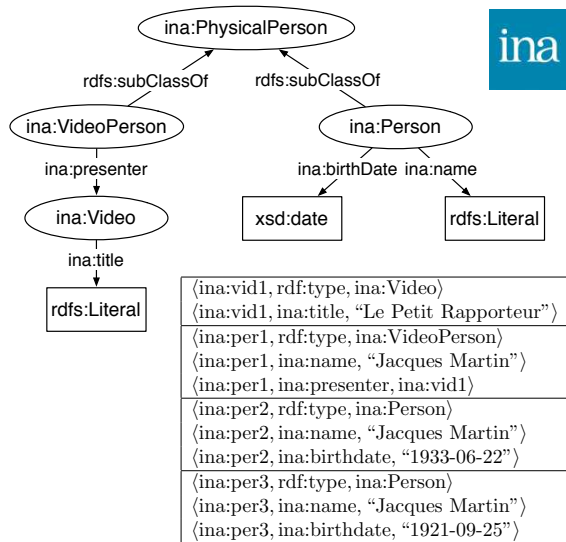 ina:PhysicalPerson
ina
rdfs:subClassOf rdfs:subClassOf
ina:VideoPerson ina:Person
ina:presenter ina:birthDate ina:name
ina:Video xsd:date rdfs:Literal
ina:title
rdfs:Literal
⟨ina:vid1, rdf:type, ina:Video⟩
⟨ina:vid1, ina:title, “Le Petit Rapporteur”⟩
⟨ina:per1, rdf:type, ina:VideoPerson⟩
⟨ina:per1, ina:name, “Jacques Martin”⟩
⟨ina:per1, ina:presenter, ina:vid1⟩
⟨ina:per2, rdf:type, ina:Person⟩
⟨ina:per2, ina:name, “Jacques Martin”⟩
⟨ina:per2, ina:birthdate, “1933-06-22”⟩
⟨ina:per3, rdf:type, ina:Person⟩
⟨ina:per3, ina:name, “Jacques Martin”⟩
⟨ina:per3, ina:birthdate, “1921-09-25”⟩